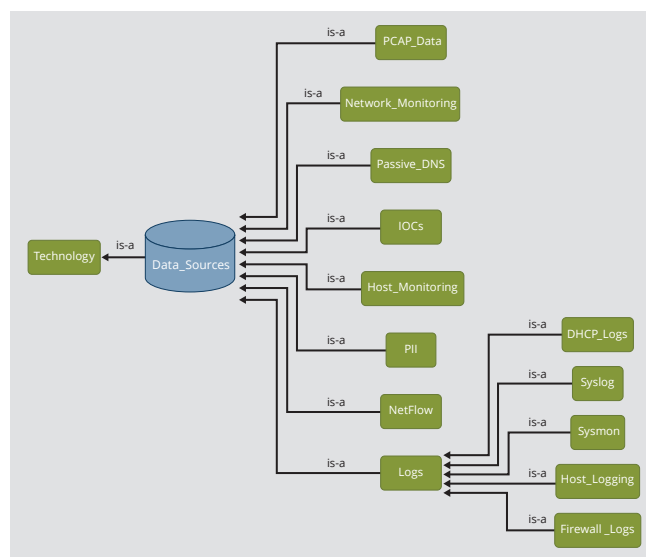 is-a
PCAP_Data
is-a
Network_Monitoring
is-a
Passive_DNS
is-a
IOCs
Technology
is-a
Data_Sources
is-a
Host_Monitoring
is-a
PII
is-a
NetFlow
is-a
Logs
is-a
DHCP_Logs
is-a
Syslog
is-a
Sysmon
is-a
Host_Logging
is-a
Firewall _Logs